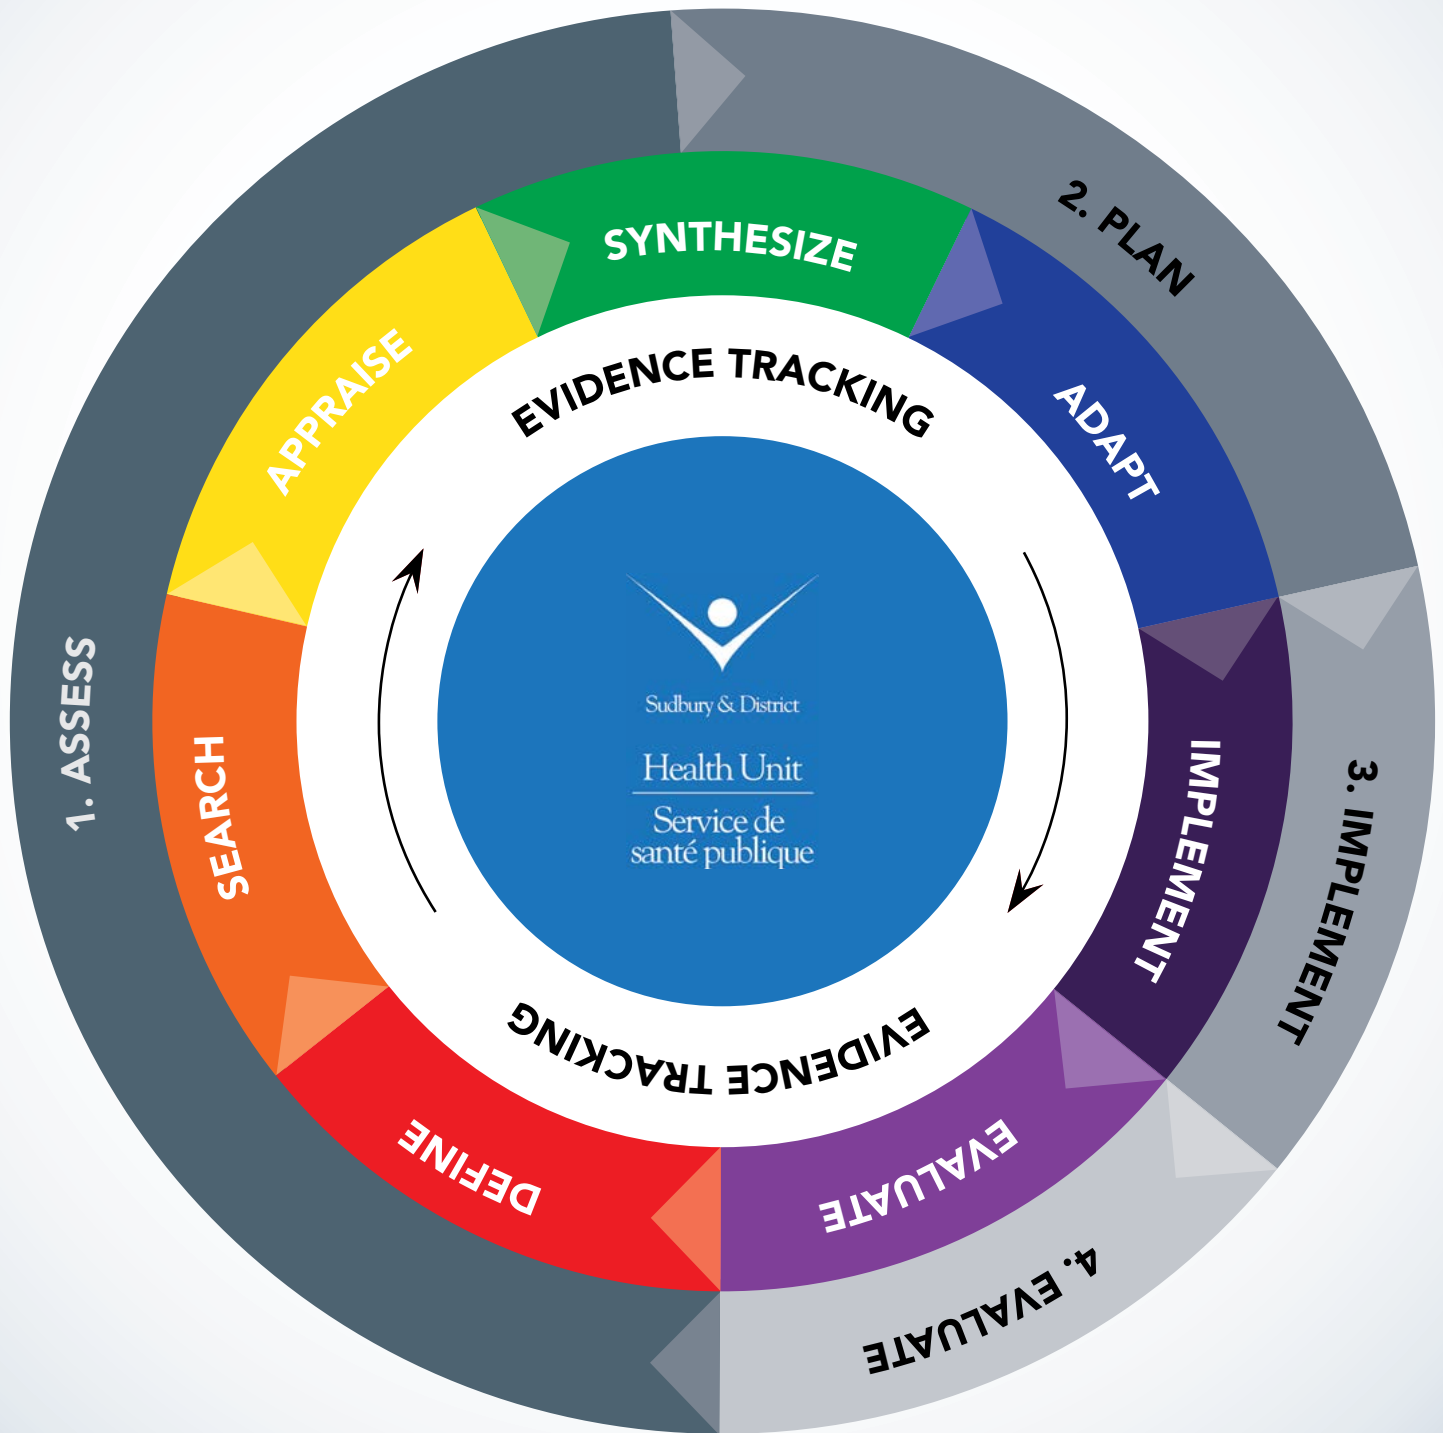 1. ASSESS
2. PLAN
3. IMPLEMENT
4. EVALUATE
DEFINE
SEARCH
APPRAISE
SYNTHESIZE
ADAPT
IMPLEMENT
EVALUATE
EVIDENCE TRACKING
EVIDENCE TRACKING
Sudbury & District
Health Unit
Service de
santé publique